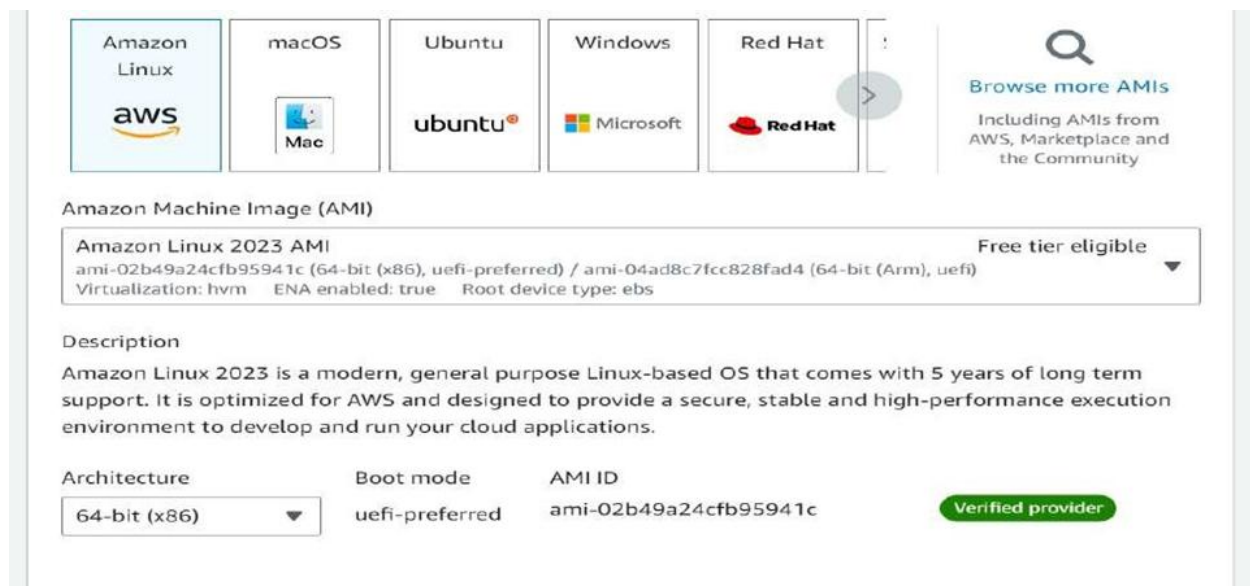 Amazon
Linux
aws
macOS
Mac
Ubuntu
ubuntu®
Windows
Microsoft
Red Hat
Red Hat
Browse more AMIs
Including AMIs from
AWS, Marketplace and
the Community
Amazon Machine Image (AMI)
Amazon Linux 2023 AMI
Free tier eligible
ami-02b49a24cfb95941c (64-bit (x86), uefi-preferred) / ami-04ad8c7fcc828fad4 (64-bit (Arm), uefi)
Virtualization: hvm ENA enabled: true Root device type: ebs
Description
Amazon Linux 2023 is a modern, general purpose Linux-based OS that comes with 5 years of long term
support. It is optimized for AWS and designed to provide a secure, stable and high-performance execution
environment to develop and run your cloud applications.
Architecture
64-bit (x86)
Boot mode
uefi-preferred
AMI ID
ami-02b49a24cfb95941c
Verified provider